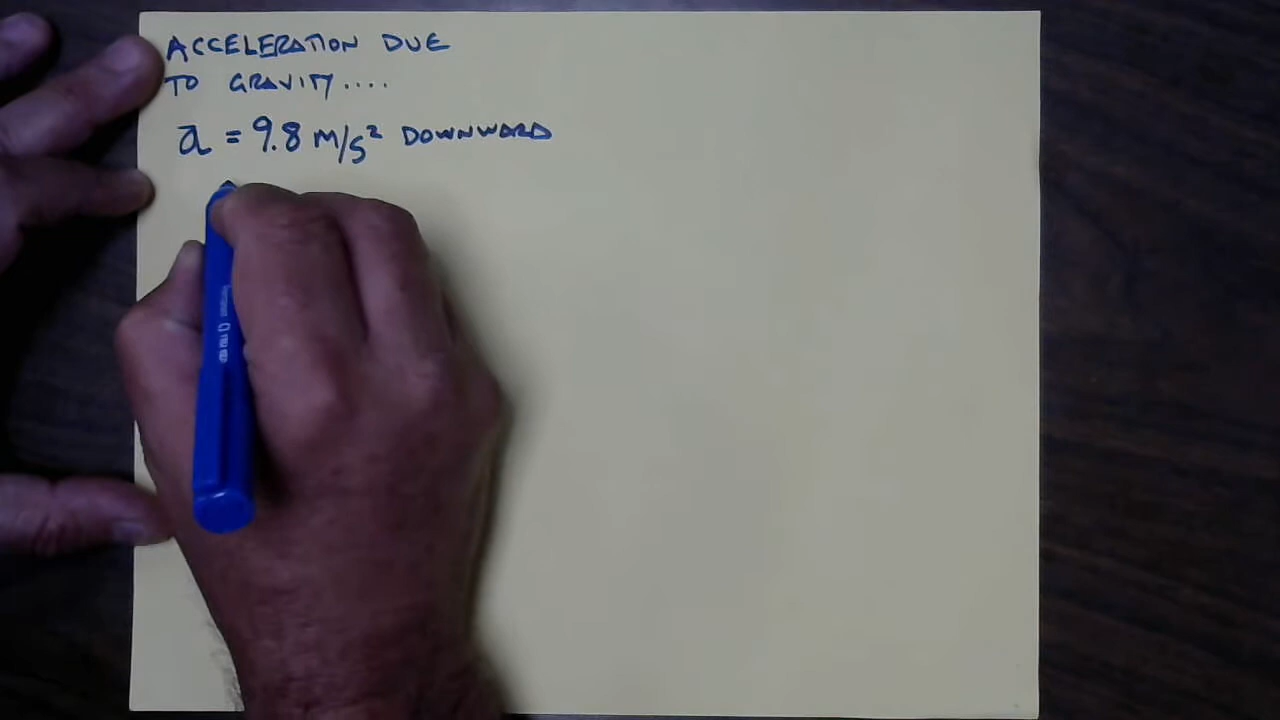 ACCELERATION DUE
TO GRAVITY....
a = 9.8 m/s² DOWNWARD